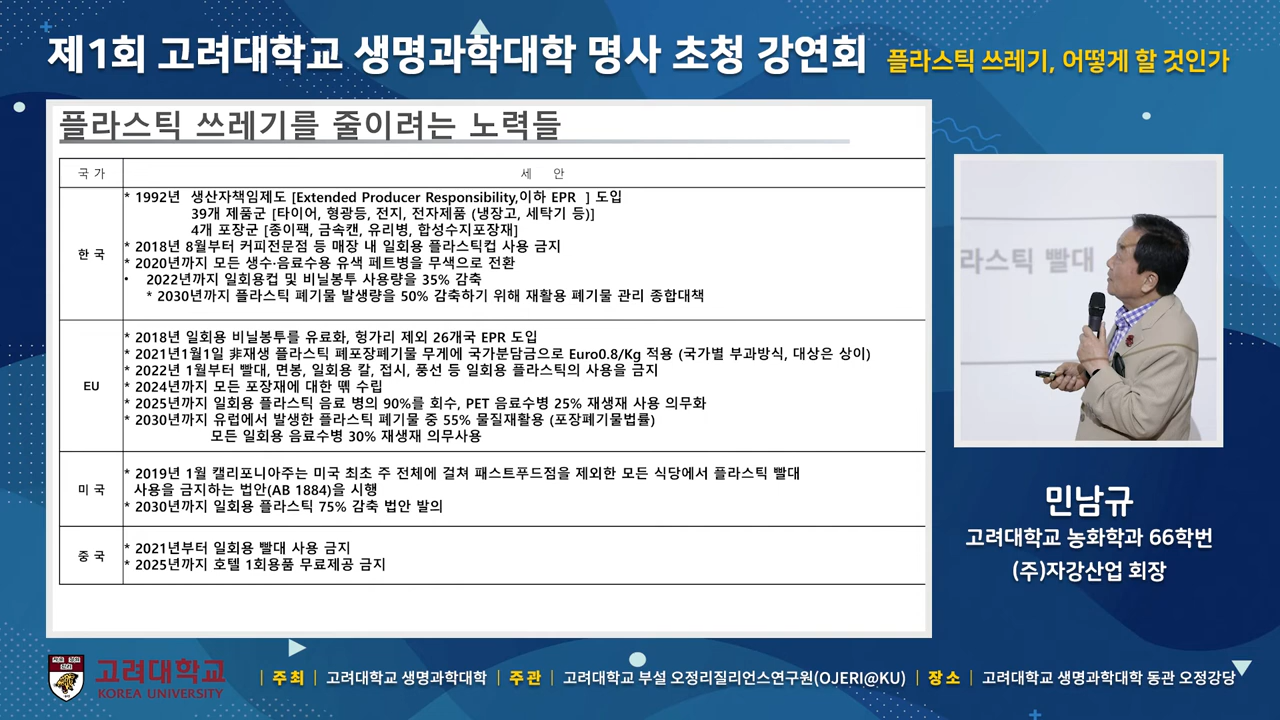 제1회 고려대학교 생명과학대학 명사 초청 강연회 플라스틱 쓰레기, 어떻게 할 것인가
플라스틱 쓰레기를 줄이려는 노력들
국 가 세 안
한 국
* 1992년 생산자책임제도 [Extended Producer Responsibility,이하 EPR ] 도입
39개 제품군 [타이어, 형광등, 전지, 전자제품 (냉장고, 세탁기 등)]
4개 포장군 [종이팩, 금속캔, 유리병, 합성수지포장재]
* 2018년 8월부터 커피전문점 등 매장 내 일회용 플라스틱컵 사용 금지
* 2020년까지 모든 생수·음료수용 유색 페트병을 무색으로 전환
• 2022년까지 일회용컵 및 비닐봉투 사용량을 35% 감축
* 2030년까지 플라스틱 폐기물 발생량을 50% 감축하기 위해 재활용 폐기물 관리 종합대책
EU
* 2018년 일회용 비닐봉투를 유료화, 헝가리 제외 26개국 EPR 도입
* 2021년1월1일 非재생 플라스틱 폐포장폐기물 무게에 국가분담금으로 Euro0.8/Kg 적용 (국가별 부과방식, 대상은 상이)
* 2022년 1월부터 빨대, 면봉, 일회용 칼, 접시, 풍선 등 일회용 플라스틱의 사용을 금지
* 2024년까지 모든 포장재에 대한 수립
* 2025년까지 일회용 플라스틱 음료 병의 90%를 회수, PET 음료수병 25% 재생재 사용 의무화
* 2030년까지 유럽에서 발생한 플라스틱 폐기물 중 55% 물질재활용 (포장폐기물법률)
모든 일회용 음료수병 30% 재생재 의무사용
미 국
* 2019년 1월 캘리포니아주는 미국 최초 주 전체에 걸쳐 패스트푸드점을 제외한 모든 식당에서 플라스틱 빨대
사용을 금지하는 법안(AB 1884)을 시행
* 2030년까지 일회용 플라스틱 75% 감축 법안 발의
중 국
* 2021년부터 일회용 빨대 사용 금지
* 2025년까지 호텔 1회용품 무료제공 금지
라스틱 빨대
민남규
고려대학교 농화학과 66학번
(주)자강산업 회장
고려대학교
KOREA UNIVERSITY
| 주최 | 고려대학교 생명과학대학 | 주관 | 고려대학교 부설 오정리질리언스연구원(OJERI@KU) | 장소 | 고려대학교 생명과학대학 동관 오정강당